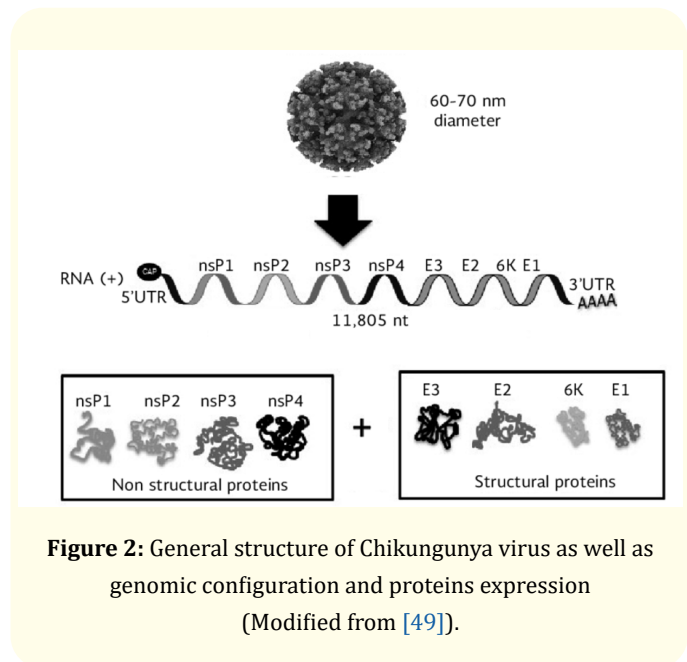 60-70 nm
diameter
RNA (+) CAP nsP1 nsP2 nsP3 nsP4 E3 E2 6K E1 3'UTR
5'UTR AAAA
11,805 nt
nsP1 nsP2 nsP3 nsP4
Non structural proteins
+
E3 E2 6K E1
Structural proteins
Figure 2: General structure of Chikungunya virus as well as
genomic configuration and proteins expression
(Modified from [49]).